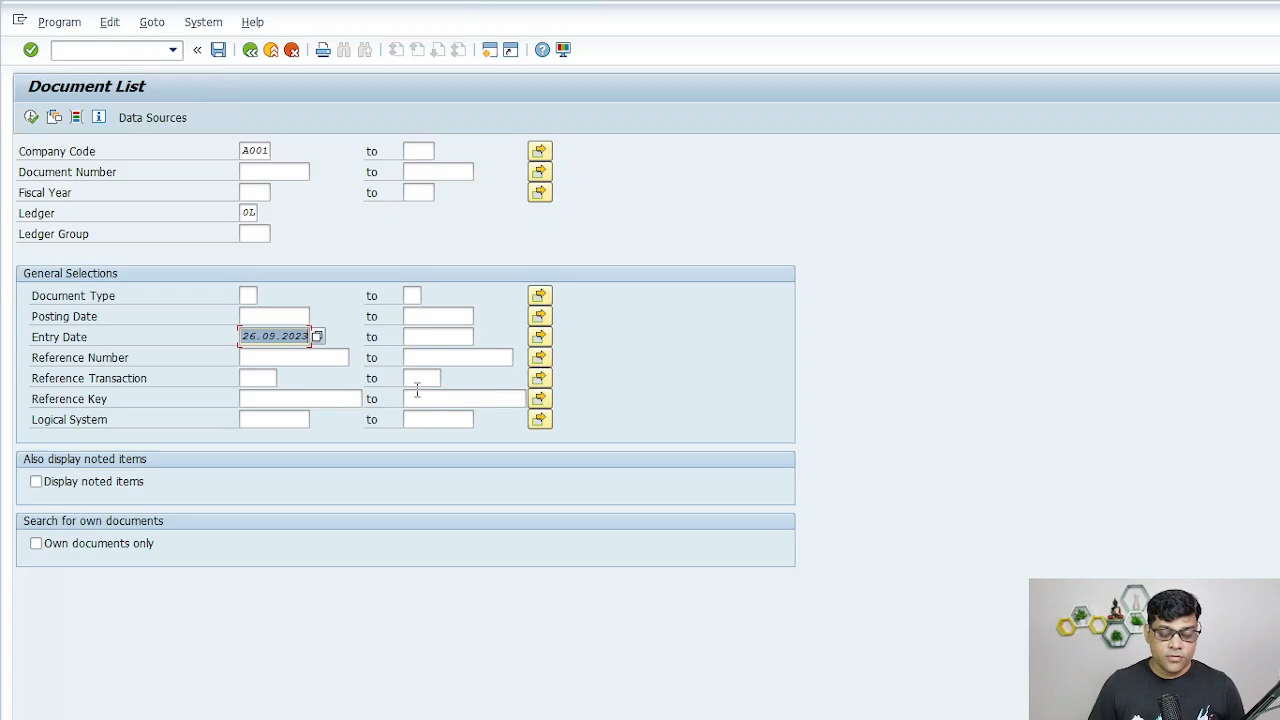 Program Edit Goto System Help
Document List
Data Sources
Company Code A001 to
Document Number to
Fiscal Year to
Ledger 0L
Ledger Group
General Selections
Document Type to
Posting Date to
Entry Date 26.09.2023 to
Reference Number to
Reference Transaction to
Reference Key to
Logical System to
Also display noted items
Display noted items
Search for own documents
Own documents only